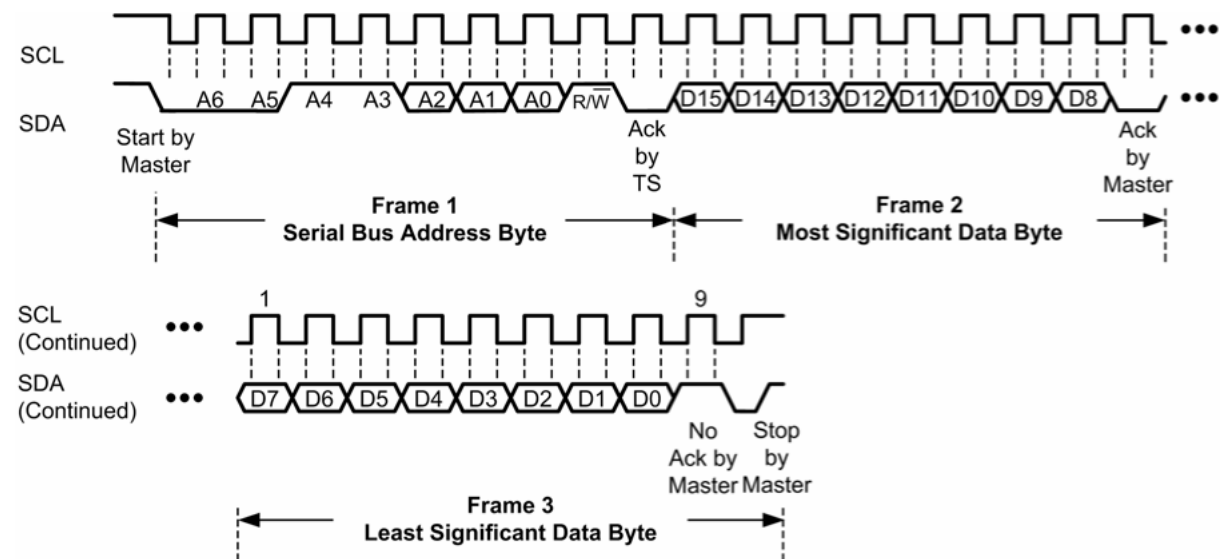 SCL
SDA
A6 A5 A4 A3 A2 A1 A0 R/W̅ D15 D14 D13 D12 D11 D10 D9 D8
Start by
Master
Ack
by
TS
Ack
by
Master
Frame 1
Serial Bus Address Byte
Frame 2
Most Significant Data Byte
1 9
SCL
(Continued)
SDA
(Continued)
D7 D6 D5 D4 D3 D2 D1 D0
No
Ack by
Master
Stop
by
Master
Frame 3
Least Significant Data Byte